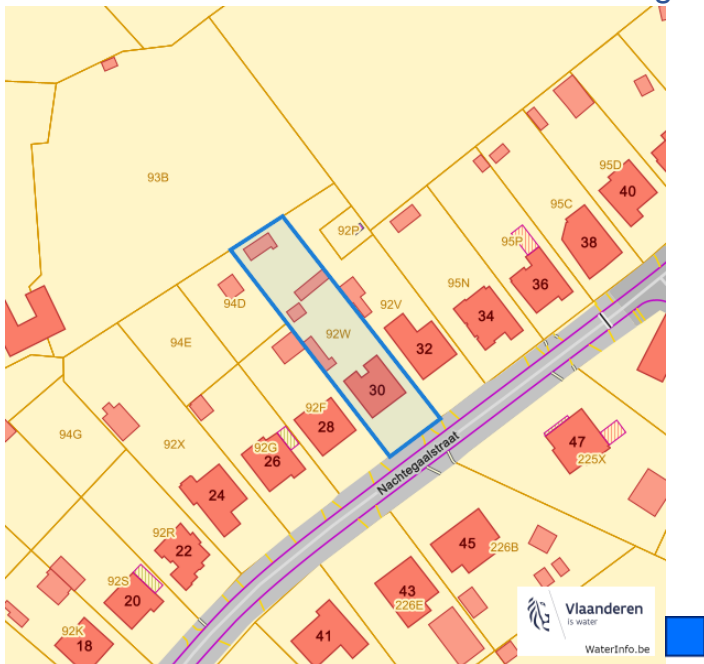 g
93B
95D
40
92P
95C
38
95P
36
94D
95N
92V
34
92W
94E
32
30
92F
28
47
225X
94G
92X
92G
26
Nachtegaalstraat
24
45
226B
92R
22
92S
20
43
226E
41
92K
18
Vlaanderen
is water
WaterInfo.be